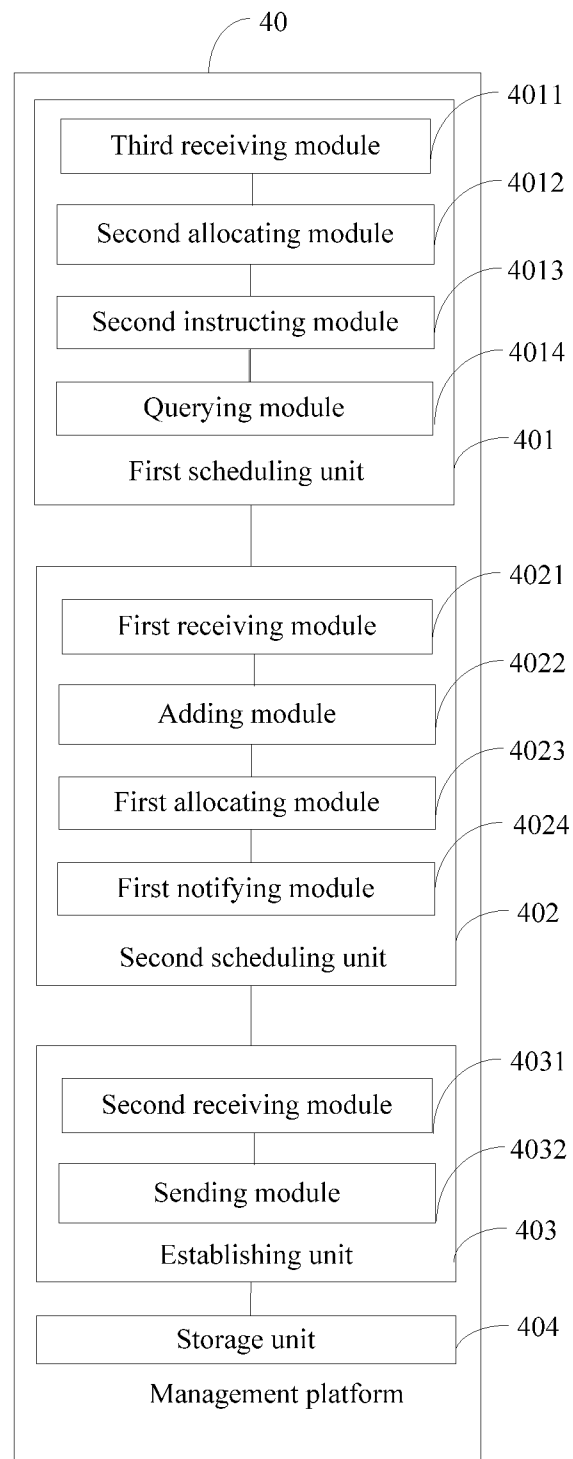 40
Third receiving module
4011
Second allocating module
4012
Second instructing module
4013
Querying module
4014
First scheduling unit
401
First receiving module
4021
Adding module
4022
First allocating module
4023
First notifying module
4024
Second scheduling unit
402
Second receiving module
4031
Sending module
4032
Establishing unit
403
Storage unit
404
Management platform